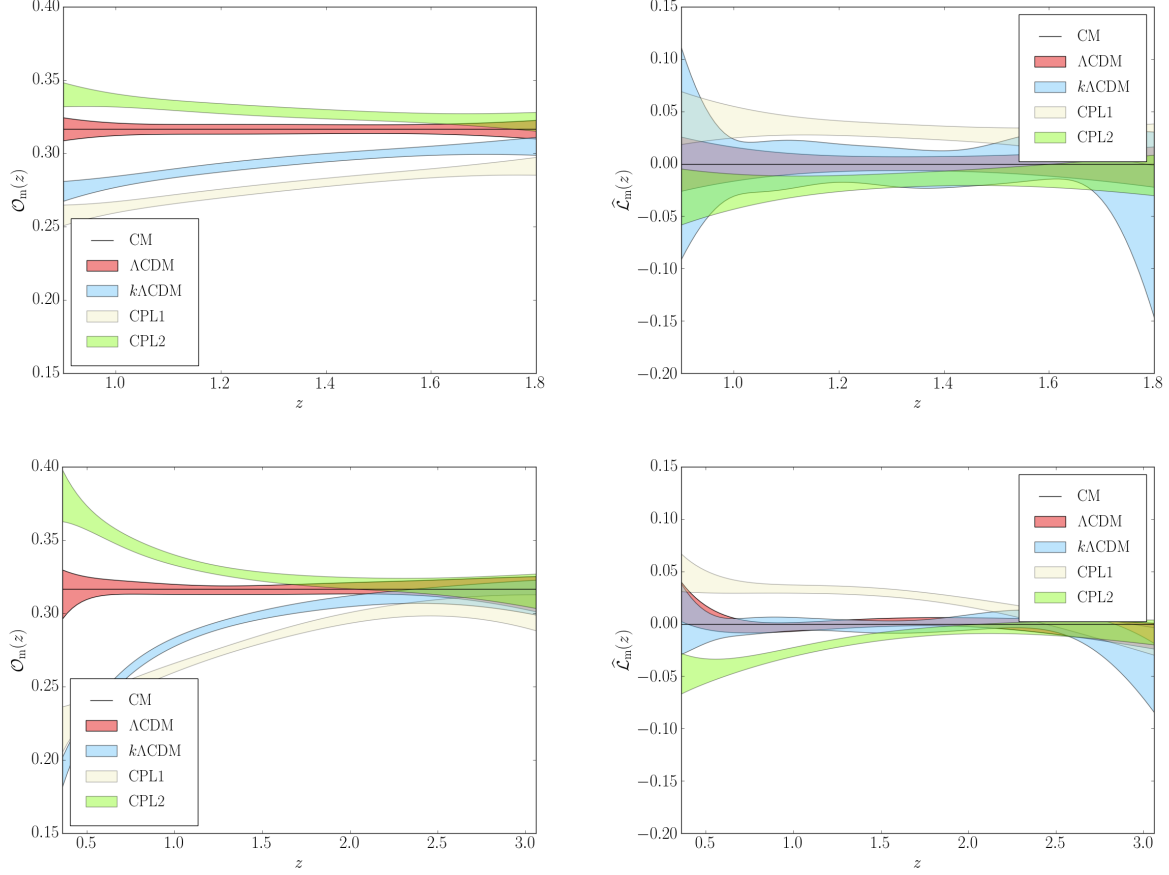 0.40
0.35
0.30
0.25
0.20
0.15
𝒪m(z)
CM
ΛCDM
kΛCDM
CPL1
CPL2
1.0 1.2 1.4 1.6 1.8
z
0.15
0.10
0.05
0.00
−0.05
−0.10
−0.15
−0.20
ℒ̂m(z)
CM
ΛCDM
kΛCDM
CPL1
CPL2
1.0 1.2 1.4 1.6 1.8
z
0.40
0.35
0.30
0.25
0.20
0.15
𝒪m(z)
CM
ΛCDM
kΛCDM
CPL1
CPL2
0.5 1.0 1.5 2.0 2.5 3.0
z
0.15
0.10
0.05
0.00
−0.05
−0.10
−0.15
−0.20
ℒ̂m(z)
CM
ΛCDM
kΛCDM
CPL1
CPL2
0.5 1.0 1.5 2.0 2.5 3.0
z